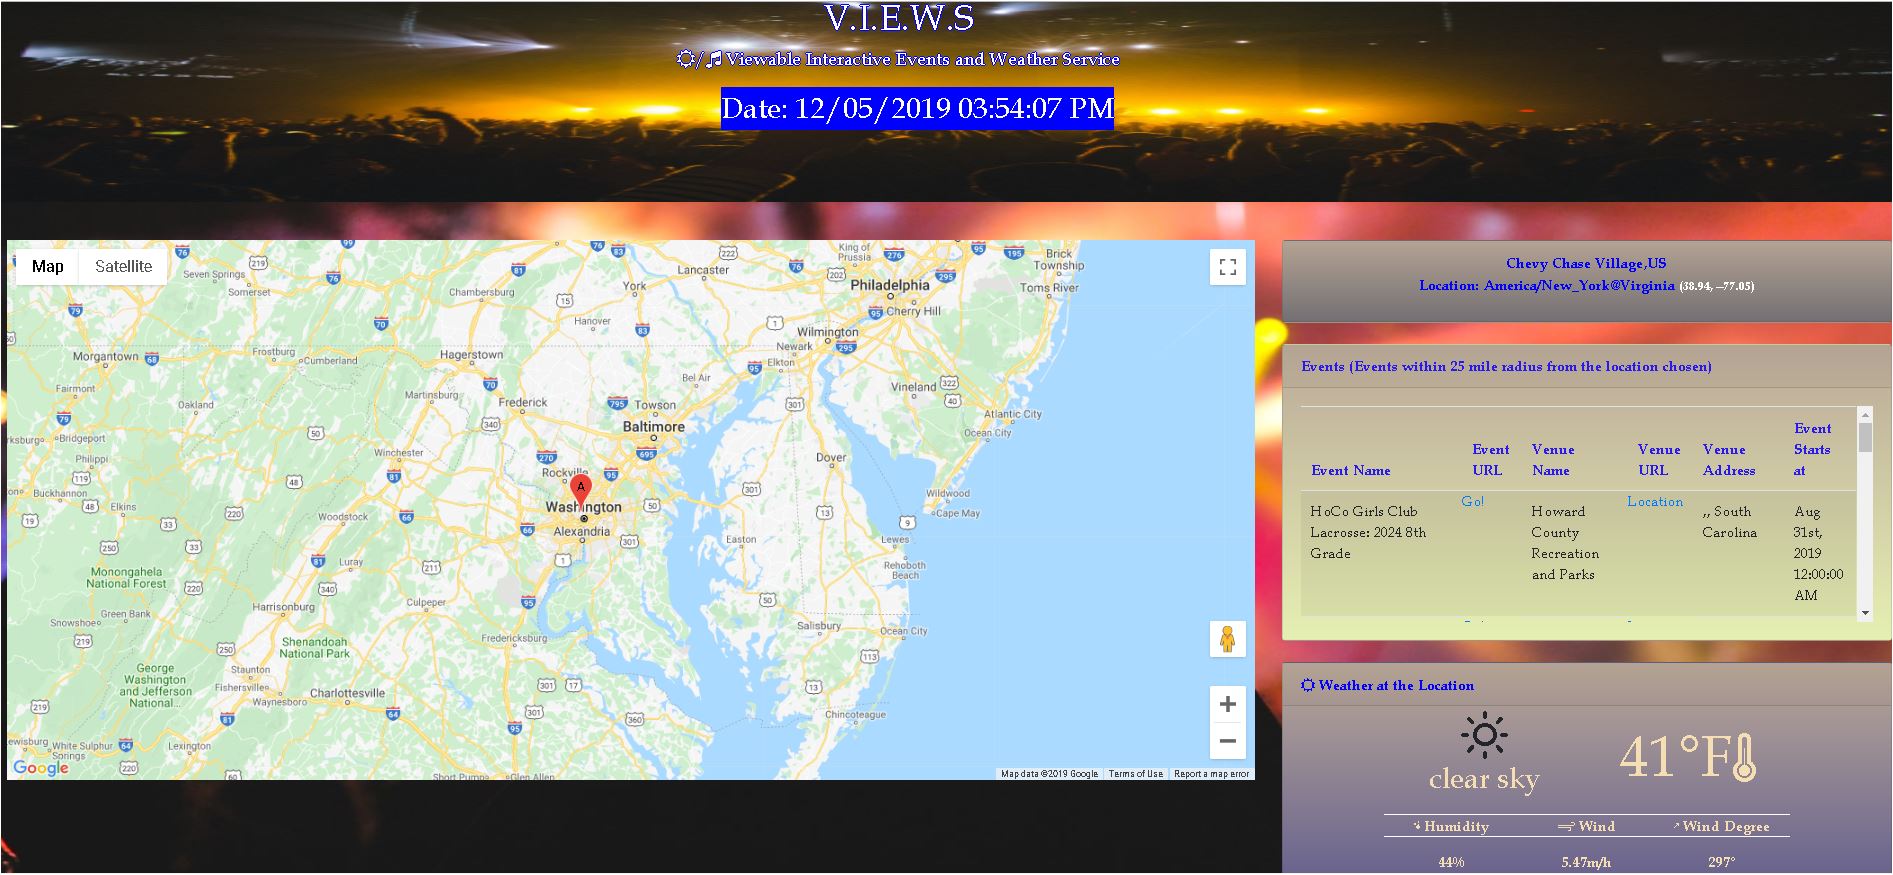 V.I.E.W.S
Viewable Interactive Events and Weather Service
Date: 12/05/2019 03:54:07 PM
Map Satellite
Seven Springs
Somerset
Chambersburg
Lancaster
York
King of
Prussia
Philadelphia
Cherry Hill
Brick
Township
Toms River
Hanover
Wilmington
Newark
Elkton
Morgantown
Frostburg
Cumberland
Hagerstown
Bel Air
Vineland
Fairmont
Oakland
Martinsburg
Frederick
Towson
Baltimore
Atlantic City
Ocean City
Bridgeport
Philippi
Winchester
Rockville
Dover
Buckhannon
Elkins
A
Washington
Alexandria
Wildwood
Cape May
Woodstock
Easton
Lewes
Rehoboth
Beach
Luray
Monongahela
National Forest
Culpeper
Harrisonburg
Green Bank
Snowshoe
Shenandoah
National Park
Fredericksburg
Salisbury
Ocean City
George
Washington
and Jefferson
National...
Staunton
Fishersville
Waynesboro
Charlottesville
Chincoteague
White Sulphur
Springs
Lexington
Short Pump
Glen Allen
Google
Map data ©2019 Google Terms of Use Report a map error
Chevy Chase Village,US
Location: America/New_York@Virginia (38.94, -77.05)
Events (Events within 25 mile radius from the location chosen)
Event Name
Event
URL
Venue
Name
Venue
URL
Venue
Address
Event
Starts
at
HoCo Girls Club
Lacrosse: 2024 8th
Grade
Go!
Howard
County
Recreation
and Parks
Location
,, South
Carolina
Aug
31st,
2019
12:00:00
AM
Weather at the Location
clear sky
41°F
Humidity Wind Wind Degree
44% 5.47m/h 297°